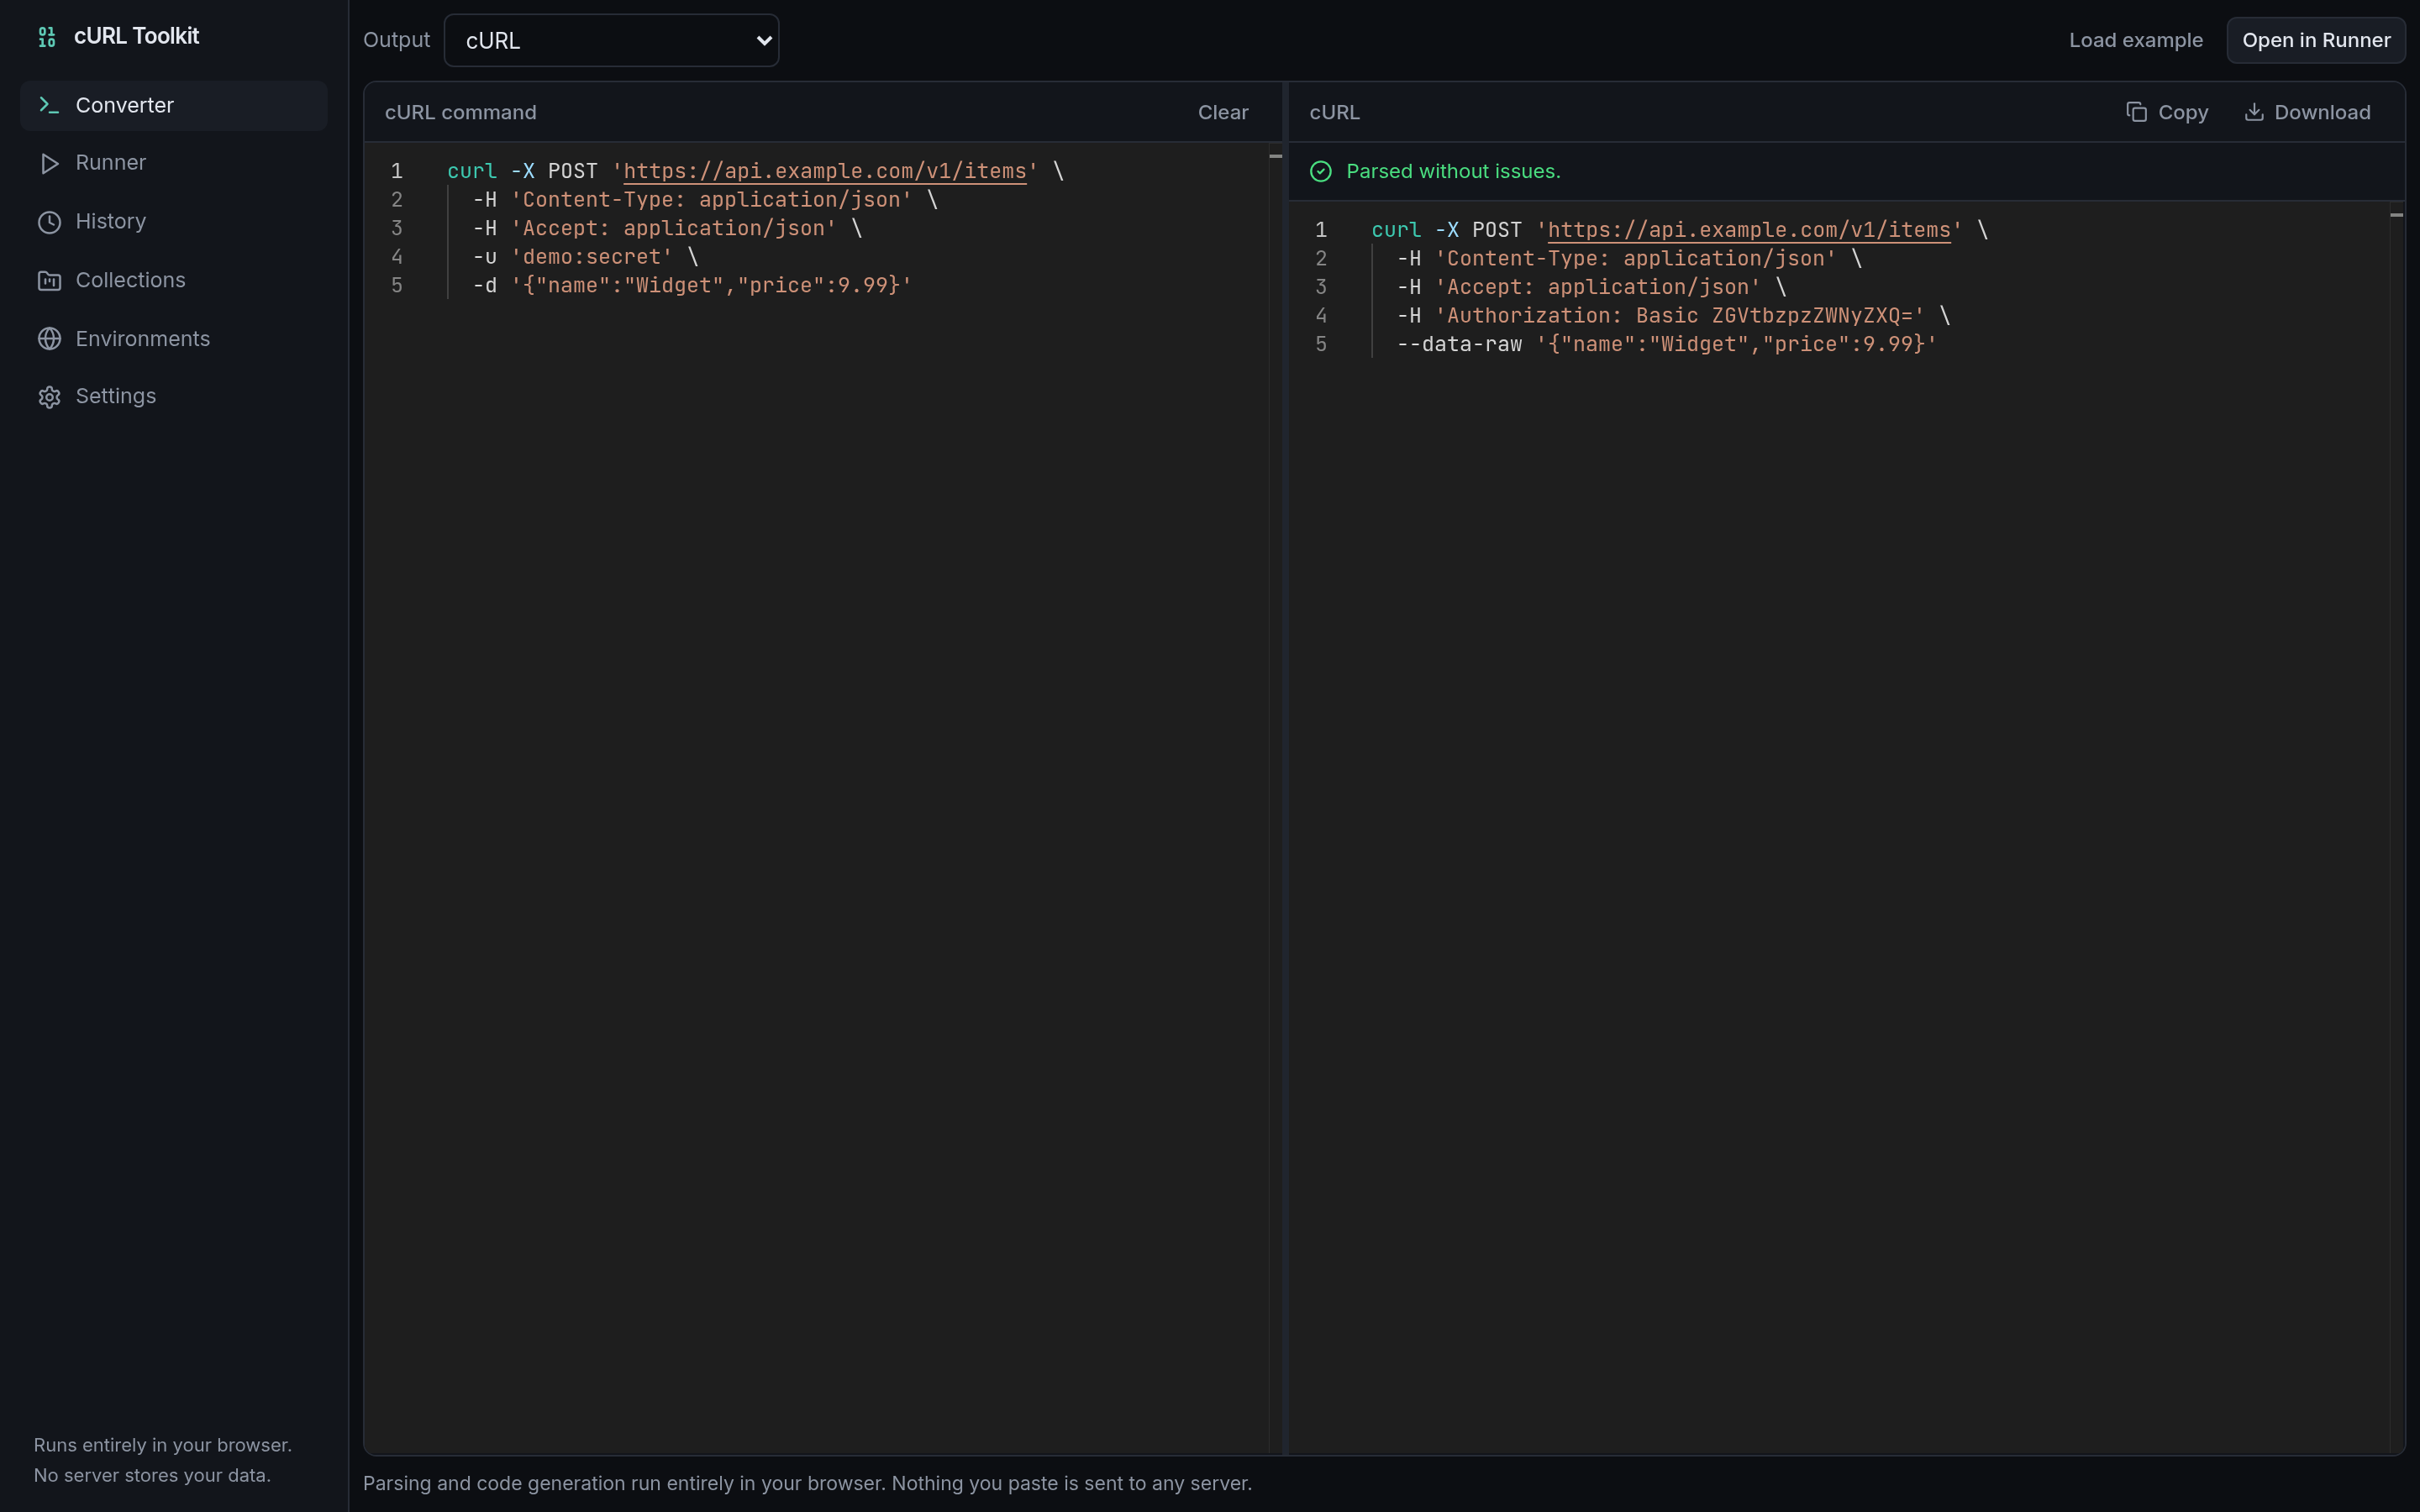 01
10
cURL Toolkit
Converter
Runner
History
Collections
Environments
Settings
Runs entirely in your browser.
No server stores your data.
Output
cURL
Load example
Open in Runner
cURL command
Clear
1 curl -X POST 'https://api.example.com/v1/items' \
2 -H 'Content-Type: application/json' \
3 -H 'Accept: application/json' \
4 -u 'demo:secret' \
5 -d '{"name":"Widget","price":9.99}'
cURL
Copy
Download
Parsed without issues.
1 curl -X POST 'https://api.example.com/v1/items' \
2 -H 'Content-Type: application/json' \
3 -H 'Accept: application/json' \
4 -H 'Authorization: Basic ZGVtbzpzZWNyZXQ=' \
5 --data-raw '{"name":"Widget","price":9.99}'
Parsing and code generation run entirely in your browser. Nothing you paste is sent to any server.